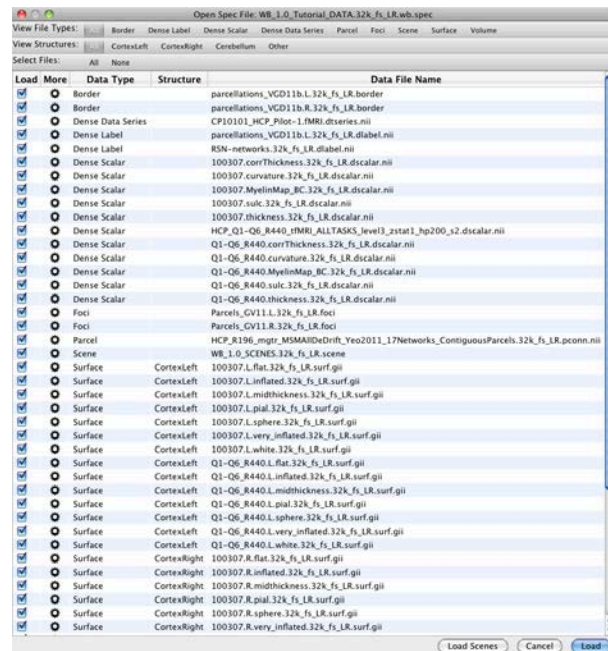 Open Spec File: WB_1.0_Tutorial_DATA.32k_fs_LR.wb.spec
View File Types: All Border Dense Label Dense Scalar Dense Data Series Parcel Foci Scene Surface Volume
View Structures: All CortexLeft CortexRight Cerebellum Other
Select Files: All None
Load More Data Type Structure Data File Name
Border parcellations_VGD11b.L.32k_fs_LR.border
Border parcellations_VGD11b.R.32k_fs_LR.border
Dense Data Series CP10101_HCP_Pilot-1.fMRI.dtseries.nii
Dense Label parcellations_VGD11b.L.32k_fs_LR.dlabel.nii
Dense Label RSN-networks.32k_fs_LR.dlabel.nii
Dense Scalar 100307.corrThickness.32k_fs_LR.dscalar.nii
Dense Scalar 100307.curvature.32k_fs_LR.dscalar.nii
Dense Scalar 100307.MyelinMap_BC.32k_fs_LR.dscalar.nii
Dense Scalar 100307.sulc.32k_fs_LR.dscalar.nii
Dense Scalar 100307.thickness.32k_fs_LR.dscalar.nii
Dense Scalar HCP_Q1-Q6_R440_tfMRI_ALLTASKS_level3_zstat1_hp200_s2.dscalar.nii
Dense Scalar Q1-Q6_R440.corrThickness.32k_fs_LR.dscalar.nii
Dense Scalar Q1-Q6_R440.curvature.32k_fs_LR.dscalar.nii
Dense Scalar Q1-Q6_R440.MyelinMap_BC.32k_fs_LR.dscalar.nii
Dense Scalar Q1-Q6_R440.sulc.32k_fs_LR.dscalar.nii
Dense Scalar Q1-Q6_R440.thickness.32k_fs_LR.dscalar.nii
Foci Parcels_GV11.L.32k_fs_LR.foci
Foci Parcels_GV11.R.32k_fs_LR.foci
Parcel HCP_R196_mgtr_MSMAllDeDrift_Yeo2011_17Networks_ContiguousParcels.32k_fs_LR.pconn.nii
Scene WB_1.0_SCENES.32k_fs_LR.scene
Surface CortexLeft 100307.L.flat.32k_fs_LR.surf.gii
Surface CortexLeft 100307.L.inflated.32k_fs_LR.surf.gii
Surface CortexLeft 100307.L.midthickness.32k_fs_LR.surf.gii
Surface CortexLeft 100307.L.pial.32k_fs_LR.surf.gii
Surface CortexLeft 100307.L.sphere.32k_fs_LR.surf.gii
Surface CortexLeft 100307.L.very_inflated.32k_fs_LR.surf.gii
Surface CortexLeft 100307.L.white.32k_fs_LR.surf.gii
Surface CortexLeft Q1-Q6_R440.L.flat.32k_fs_LR.surf.gii
Surface CortexLeft Q1-Q6_R440.L.inflated.32k_fs_LR.surf.gii
Surface CortexLeft Q1-Q6_R440.L.midthickness.32k_fs_LR.surf.gii
Surface CortexLeft Q1-Q6_R440.L.pial.32k_fs_LR.surf.gii
Surface CortexLeft Q1-Q6_R440.L.sphere.32k_fs_LR.surf.gii
Surface CortexLeft Q1-Q6_R440.L.very_inflated.32k_fs_LR.surf.gii
Surface CortexLeft Q1-Q6_R440.L.white.32k_fs_LR.surf.gii
Surface CortexRight 100307.R.flat.32k_fs_LR.surf.gii
Surface CortexRight 100307.R.inflated.32k_fs_LR.surf.gii
Surface CortexRight 100307.R.midthickness.32k_fs_LR.surf.gii
Surface CortexRight 100307.R.pial.32k_fs_LR.surf.gii
Surface CortexRight 100307.R.sphere.32k_fs_LR.surf.gii
Surface CortexRight 100307.R.very_inflated.32k_fs_LR.surf.gii
Load Scenes Cancel Load